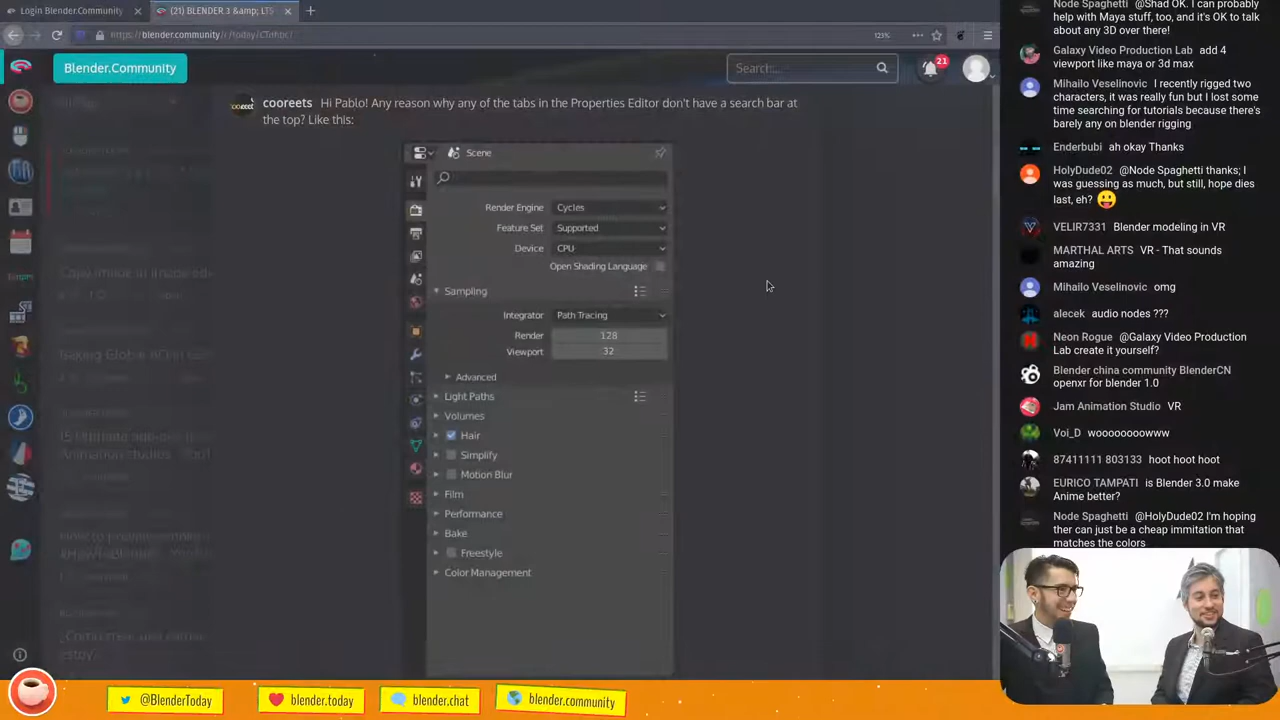 Login Blender.Community
(21) BLENDER 3 &amp; LTS
https://blender.community/c/today/
123%
Blender.Community
Search...
21
cooreets Hi Pablo! Any reason why any of the tabs in the Properties Editor don't have a search bar at
the top? Like this:
Scene
Render Engine Cycles
Feature Set Supported
Device CPU
Open Shading Language
Sampling
Integrator Path Tracing
Render 128
Viewport 32
Advanced
Light Paths
Volumes
Hair
Simplify
Motion Blur
Film
Performance
Bake
Freestyle
Color Management
Node Spaghetti @Shad OK. I can probably
help with Maya stuff, too, and it's OK to talk
about any 3D over there!
Galaxy Video Production Lab add 4
viewport like maya or 3d max
Mihailo Veselinovic I recently rigged two
characters, it was really fun but I lost some
time searching for tutorials because there's
barely any on blender rigging
Enderbubi ah okay Thanks
HolyDude02 @Node Spaghetti thanks; I
was guessing as much, but still, hope dies
last, eh?
VELIR7331 Blender modeling in VR
MARTHAL ARTS VR - That sounds
amazing
Mihailo Veselinovic omg
alecek audio nodes ???
Neon Rogue @Galaxy Video Production
Lab create it yourself?
Blender china community BlenderCN
openxr for blender 1.0
Jam Animation Studio VR
Voi_D wooooooowww
87411111 803133 hoot hoot hoot
EURICO TAMPATI is Blender 3.0 make
Anime better?
Node Spaghetti @HolyDude02 I'm hoping
ther can just be a cheap immitation that
matches the colors
@BlenderToday
blender.today
blender.chat
blender.community